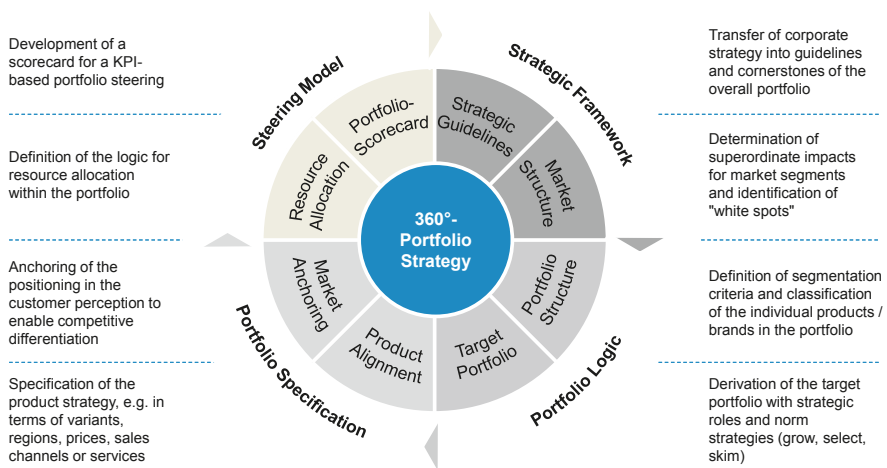 Development of a
scorecard for a KPI-
based portfolio steering
Definition of the logic for
resource allocation
within the portfolio
Anchoring of the
positioning in the
customer perception to
enable competitive
differentiation
Specification of the
product strategy, e.g. in
terms of variants,
regions, prices, sales
channels or services
Steering Model
Strategic Framework
Portfolio Specification
Portfolio Logic
Portfolio-
Scorecard
Strategic
Guidelines
Resource
Allocation
Market
Structure
360°-
Portfolio
Strategy
Market
Anchoring
Portfolio
Structure
Product
Alignment
Target
Portfolio
Transfer of corporate
strategy into guidelines
and cornerstones of the
overall portfolio
Determination of
superordinate impacts
for market segments
and identification of
"white spots"
Definition of segmentation
criteria and classification
of the individual products /
brands in the portfolio
Derivation of the target
portfolio with strategic
roles and norm
strategies (grow, select,
skim)